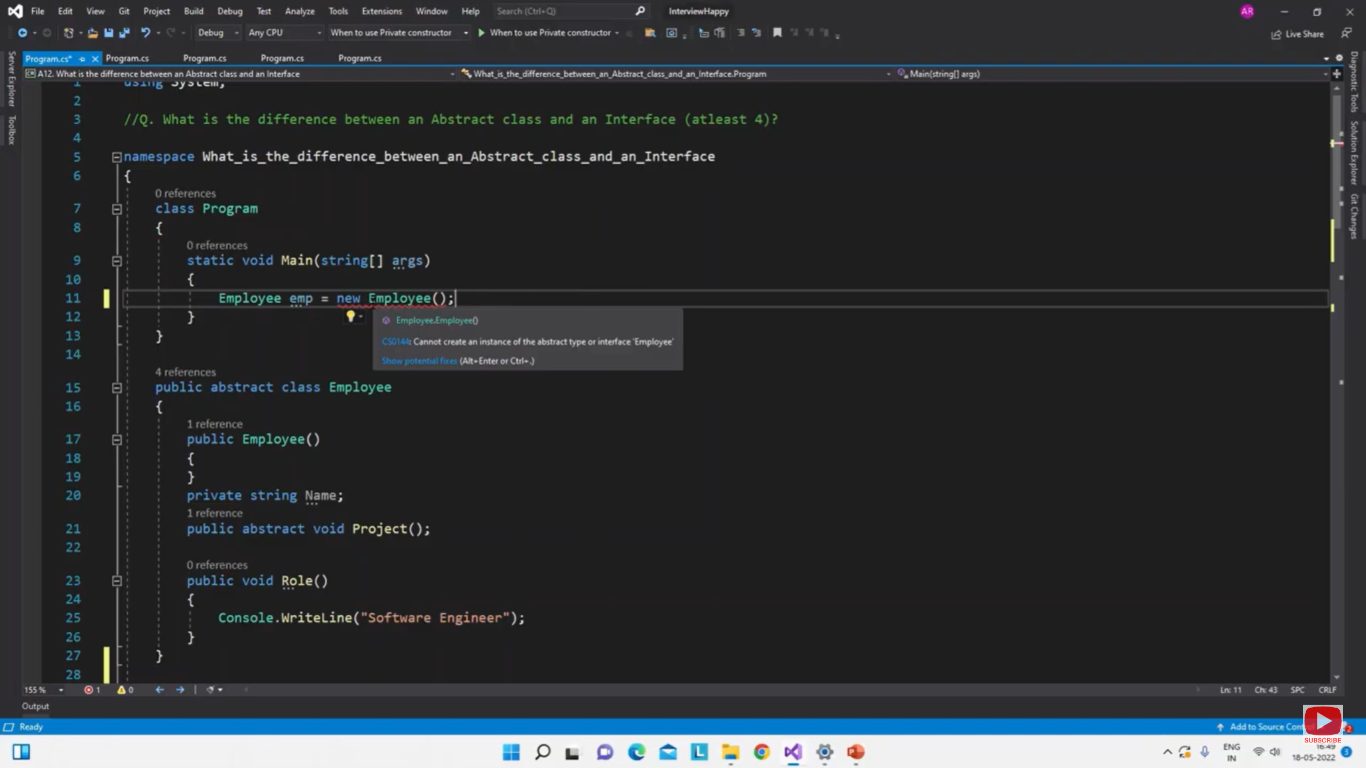 File Edit View Git Project Build Debug Test Analyze Tools Extensions Window Help Search (Ctrl+Q) InterviewHappy AR
Debug Any CPU When to use Private constructor When to use Private constructor Live Share
Program.cs* Program.cs Program.cs Program.cs Program.cs
A12. What is the difference between an Abstract class and an Interface What_is_the_difference_between_an_Abstract_class_and_an_Interface.Program Main(string[] args)
Server Explorer
Toolbox
Diagnostic Tools
Solution Explorer
Git Changes
1 using System;
2
3 //Q. What is the difference between an Abstract class and an Interface (atleast 4)?
4
5 namespace What_is_the_difference_between_an_Abstract_class_and_an_Interface
6 {
0 references
7 class Program
8 {
0 references
9 static void Main(string[] args)
10 {
11 Employee emp = new Employee();
12 }
Employee.Employee()
13 }
CS0144: Cannot create an instance of the abstract type or interface 'Employee'
14
Show potential fixes (Alt+Enter or Ctrl+.)
4 references
15 public abstract class Employee
16 {
1 reference
17 public Employee()
18 {
19 }
20 private string Name;
1 reference
21 public abstract void Project();
22
0 references
23 public void Role()
24 {
25 Console.WriteLine("Software Engineer");
26 }
27 }
28
155 % 1 0 Ln: 11 Ch: 43 SPC CRLF
Output
Ready Add to Source Control 2
SUBSCRIBE
ENG
IN
16:49
18-05-2022
3